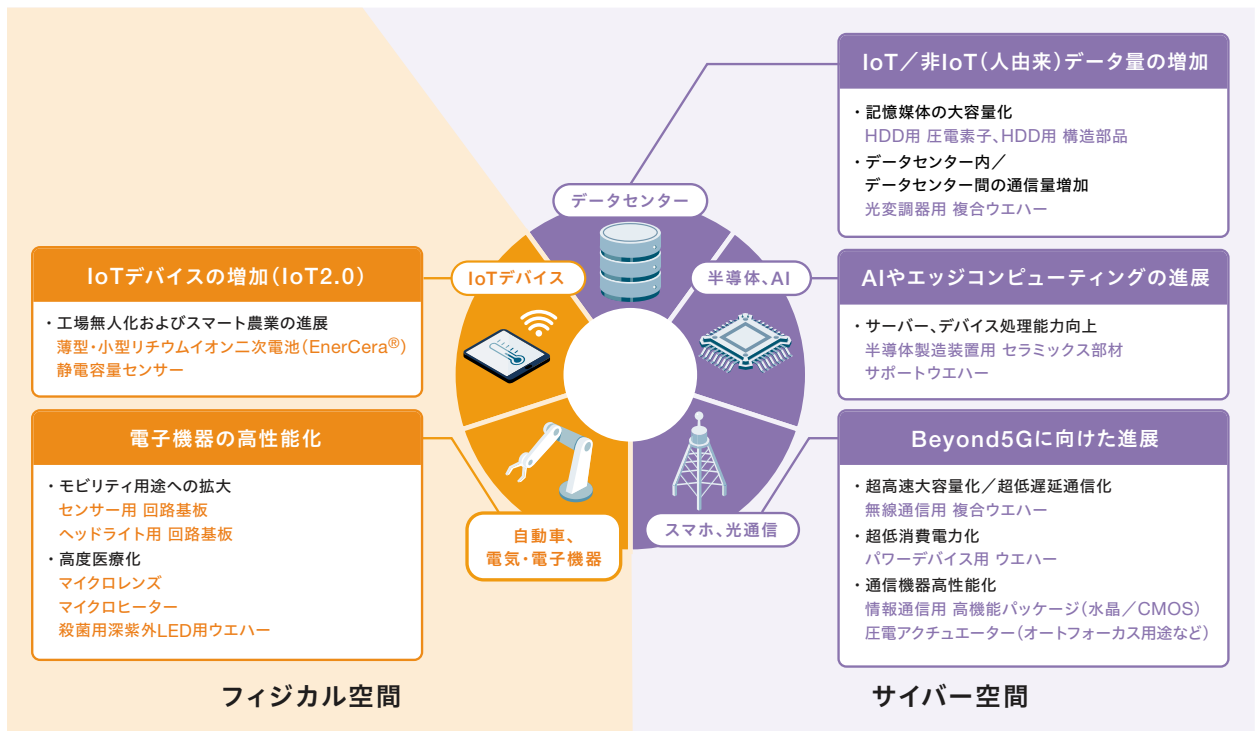 IoT／非IoT（人由来）データ量の増加
・記憶媒体の大容量化
HDD用 圧電素子、HDD用 構造部品
・データセンター内／
データセンター間の通信量増加
光変調器用 複合ウエハー
データセンター
IoTデバイスの増加（IoT2.0）
・工場無人化およびスマート農業の進展
薄型・小型リチウムイオン二次電池（EnerCera®）
静電容量センサー
IoTデバイス
半導体、AI
AIやエッジコンピューティングの進展
・サーバー、デバイス処理能力向上
半導体製造装置用 セラミックス部材
サポートウエハー
電子機器の高性能化
・モビリティ用途への拡大
センサー用 回路基板
ヘッドライト用 回路基板
・高度医療化
マイクロレンズ
マイクロヒーター
殺菌用深紫外LED用ウエハー
自動車、
電気・電子機器
スマホ、光通信
Beyond5Gに向けた進展
・超高速大容量化／超低遅延通信化
無線通信用 複合ウエハー
・超低消費電力化
パワーデバイス用 ウエハー
・通信機器高性能化
情報通信用 高機能パッケージ（水晶／CMOS）
圧電アクチュエーター（オートフォーカス用途など）
フィジカル空間
サイバー空間